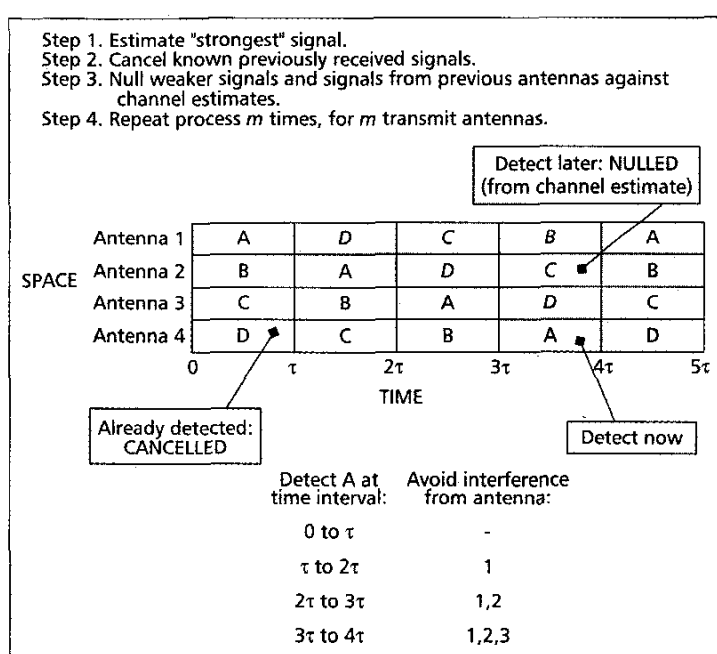 Step 1. Estimate "strongest" signal.
Step 2. Cancel known previously received signals.
Step 3. Null weaker signals and signals from previous antennas against
channel estimates.
Step 4. Repeat process m times, for m transmit antennas.
Detect later: NULLED
(from channel estimate)
Antenna 1 A D C B A
Antenna 2 B A D C B
SPACE
Antenna 3 C B A D C
Antenna 4 D C B A D
0 τ 2τ 3τ 4τ 5τ
TIME
Already detected:
CANCELLED
Detect now
Detect A at Avoid interference
time interval: from antenna:
0 to τ -
τ to 2τ 1
2τ to 3τ 1,2
3τ to 4τ 1,2,3